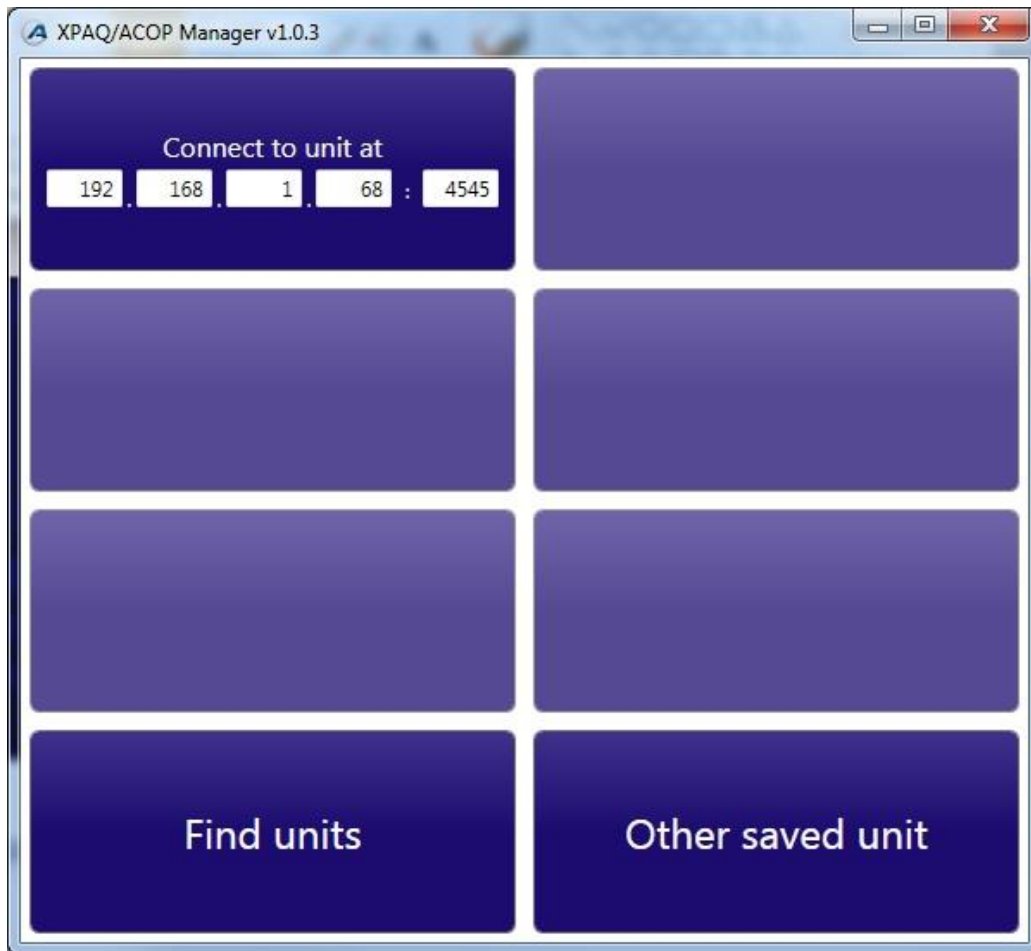 XPAQ/ACOP Manager v1.0.3
Connect to unit at
192 . 168 . 1 . 68 : 4545
Find units
Other saved unit